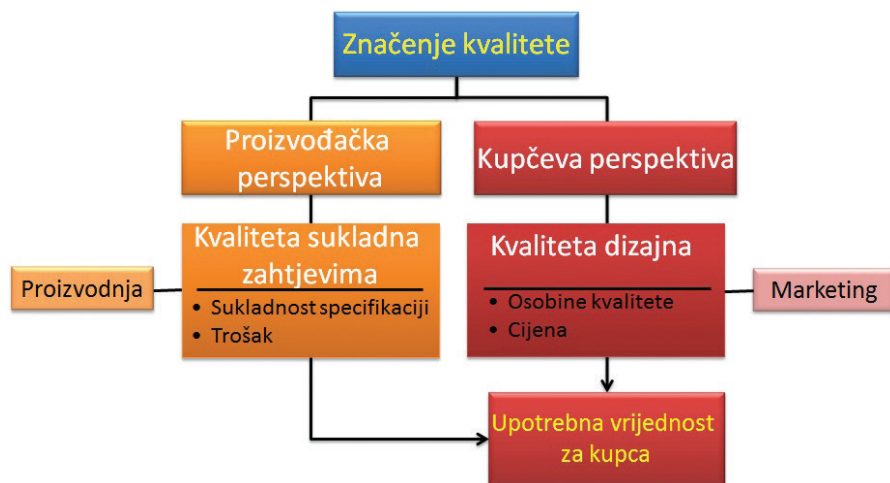 Značenje kvalitete
Proizvođačka
perspektiva
Kupčeva perspektiva
Kvaliteta sukladna
zahtjevima
• Sukladnost specifikaciji
• Trošak
Kvaliteta dizajna
• Osobine kvalitete
• Cijena
Proizvodnja
Marketing
Upotrebna vrijednost
za kupca